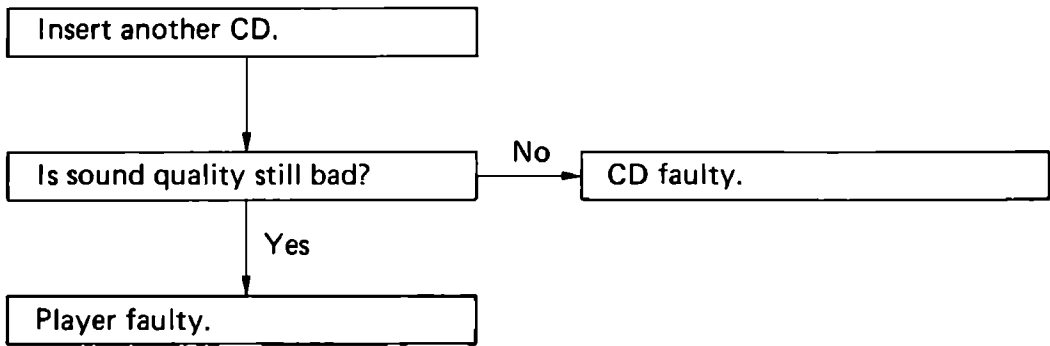 Insert another CD.
Is sound quality still bad?
No
CD faulty.
Yes
Player faulty.